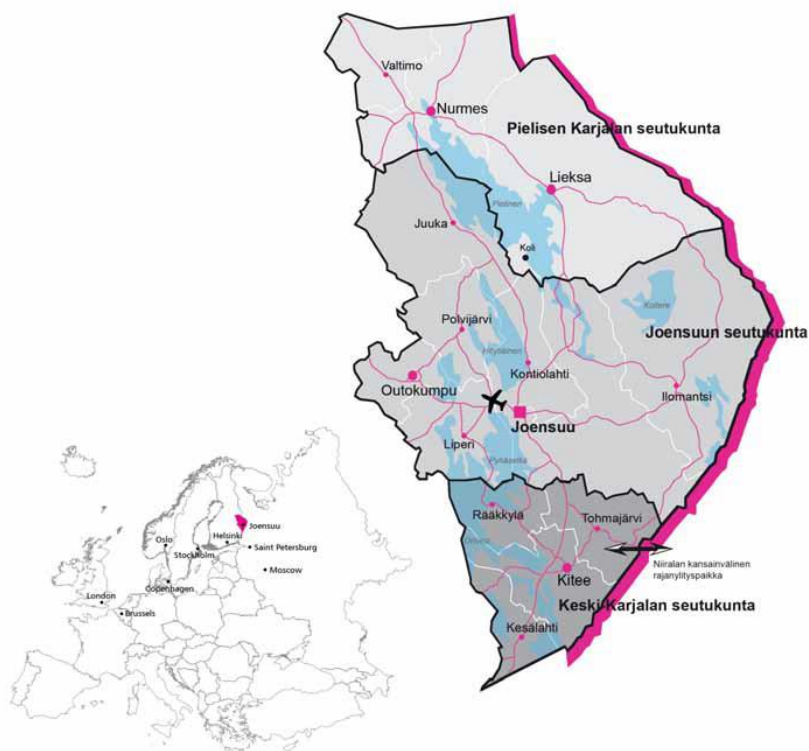 Valtimo
Nurmes
Pielisen Karjalan seutukunta
Lieksa
Pielinen
Juuka
Koli
Koitere
Polvijärvi
Joensuun seutukunta
Höytiäinen
Kontiolahti
Outokumpu
Ilomantsi
Joensuu
Liperi
Pyhäselkä
Rääkkylä
Tohmajärvi
Orivesi
Niiralan kansainvälinen
rajanylityspaikka
Kitee
Keski-Karjalan seutukunta
Kesälahti
Joensuu
Helsinki
Oslo
Stockholm
Saint Petersburg
Moscow
Copenhagen
London
Brussels